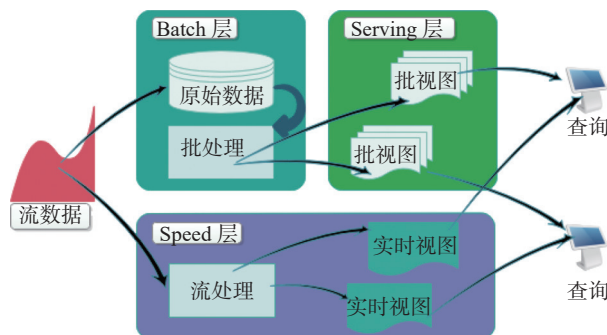 Batch 层
Serving 层
原始数据
批视图
批处理
批视图
查询
流数据
Speed 层
实时视图
流处理
实时视图
查询